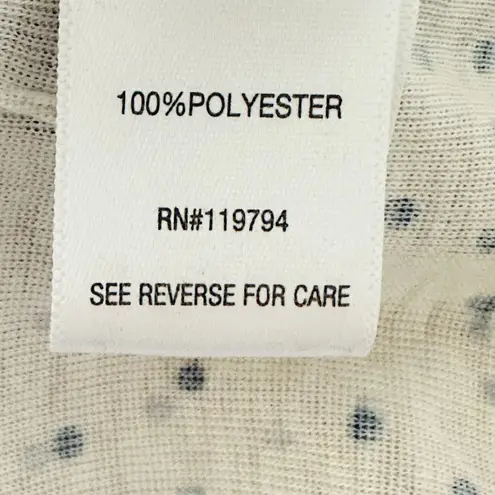 100%POLYESTER
RN#119794
SEE REVERSE FOR CARE